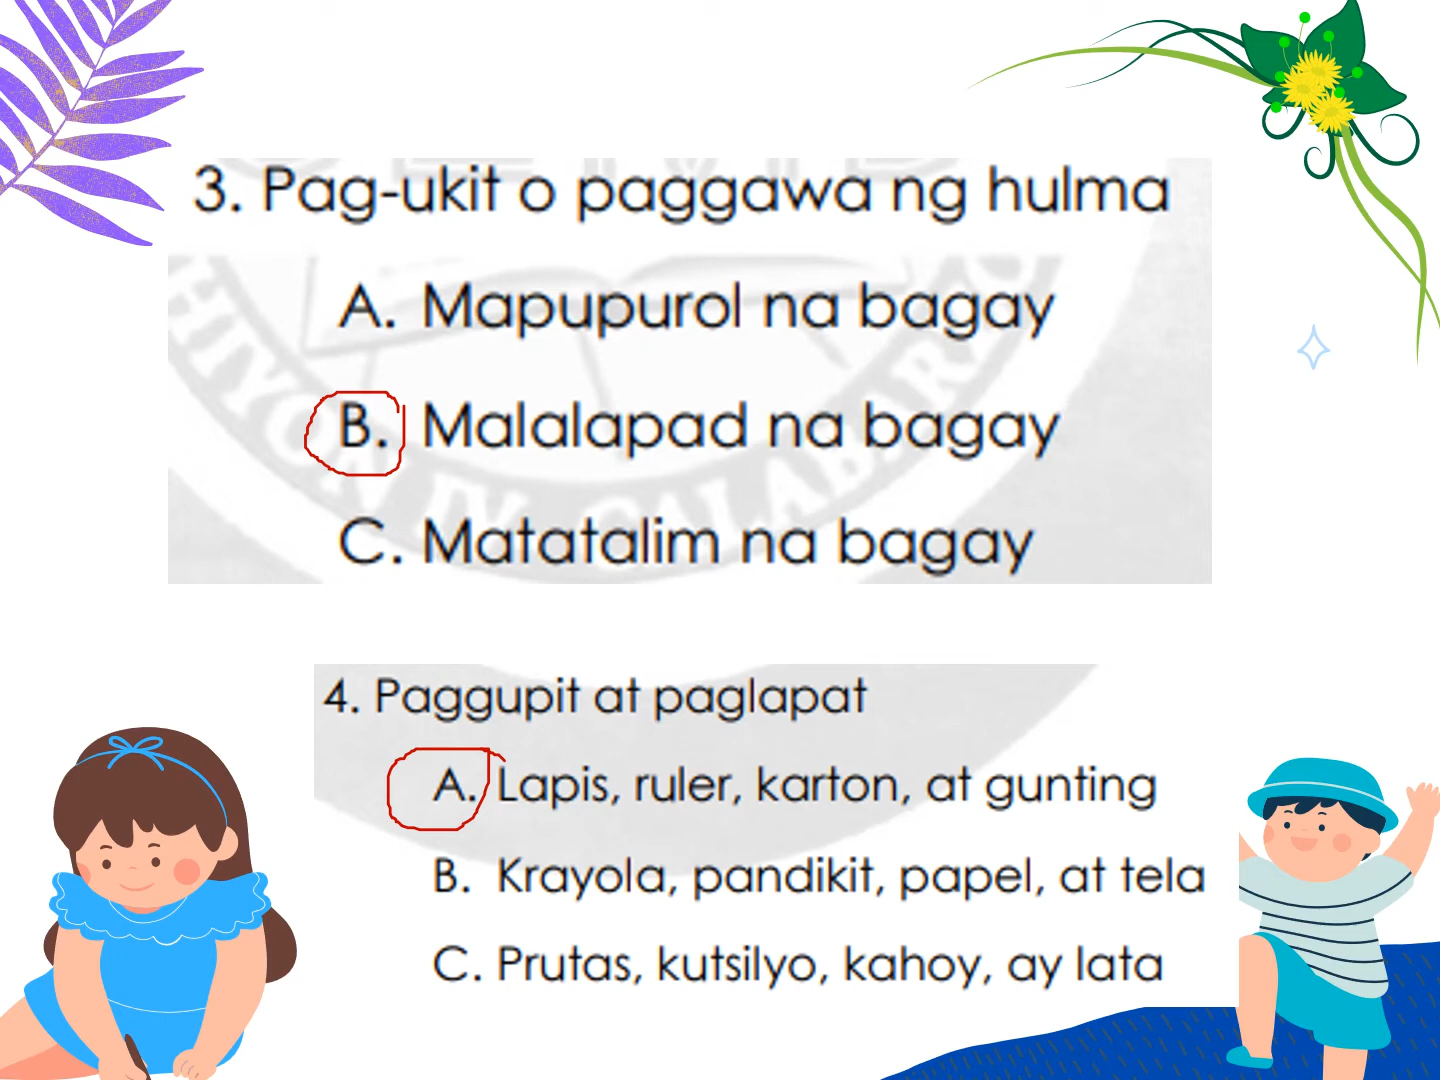 3. Pag-ukit o paggawa ng hulma
A. Mapupurol na bagay
B. Malalapad na bagay
C. Matatalim na bagay
4. Paggupit at paglapat
A. Lapis, ruler, karton, at gunting
B. Krayola, pandikit, papel, at tela
C. Prutas, kutsilyo, kahoy, ay lata